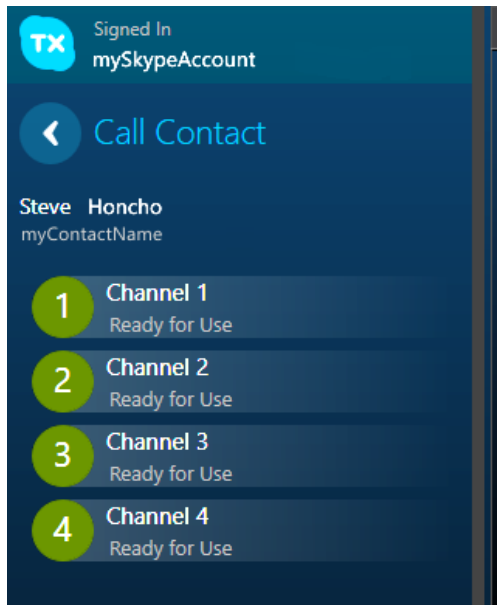 TX
Signed In
mySkypeAccount
Call Contact
Steve Honcho
myContactName
1
Channel 1
Ready for Use
2
Channel 2
Ready for Use
3
Channel 3
Ready for Use
4
Channel 4
Ready for Use